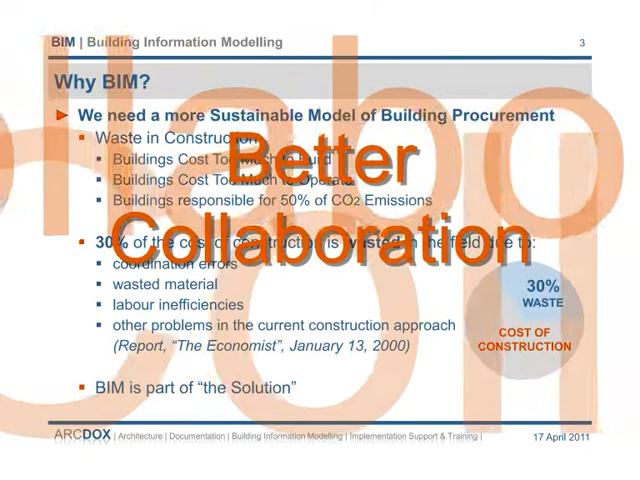 BIM | Building Information Modelling
3
Why BIM?
We need a more Sustainable Model of Building Procurement
Waste in Construction
Buildings Cost Too Much to Build
Buildings Cost Too Much to Operate
Buildings responsible for 50% of CO2 Emissions
Better
Collaboration
30% of the cost of construction is wasted in the field due to:
coordination errors
wasted material
labour inefficiencies
other problems in the current construction approach
(Report, “The Economist”, January 13, 2000)
30%
WASTE
COST OF
CONSTRUCTION
BIM is part of “the Solution”
ARCDOX | Architecture | Documentation | Building Information Modelling | Implementation Support & Training |
17 April 2011